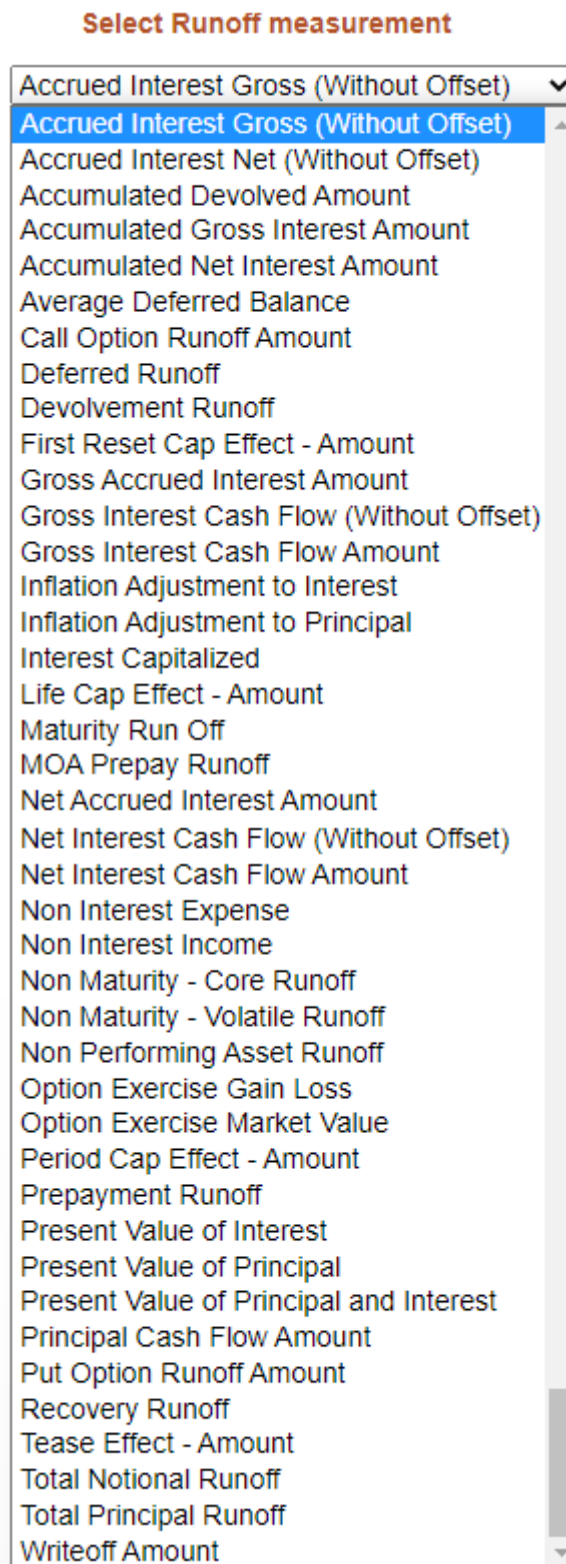 Select Runoff measurement
Accrued Interest Gross (Without Offset)
Accrued Interest Gross (Without Offset)
Accrued Interest Net (Without Offset)
Accumulated Devolved Amount
Accumulated Gross Interest Amount
Accumulated Net Interest Amount
Average Deferred Balance
Call Option Runoff Amount
Deferred Runoff
Devolvement Runoff
First Reset Cap Effect - Amount
Gross Accrued Interest Amount
Gross Interest Cash Flow (Without Offset)
Gross Interest Cash Flow Amount
Inflation Adjustment to Interest
Inflation Adjustment to Principal
Interest Capitalized
Life Cap Effect - Amount
Maturity Run Off
MOA Prepay Runoff
Net Accrued Interest Amount
Net Interest Cash Flow (Without Offset)
Net Interest Cash Flow Amount
Non Interest Expense
Non Interest Income
Non Maturity - Core Runoff
Non Maturity - Volatile Runoff
Non Performing Asset Runoff
Option Exercise Gain Loss
Option Exercise Market Value
Period Cap Effect - Amount
Prepayment Runoff
Present Value of Interest
Present Value of Principal
Present Value of Principal and Interest
Principal Cash Flow Amount
Put Option Runoff Amount
Recovery Runoff
Tease Effect - Amount
Total Notional Runoff
Total Principal Runoff
Writeoff Amount